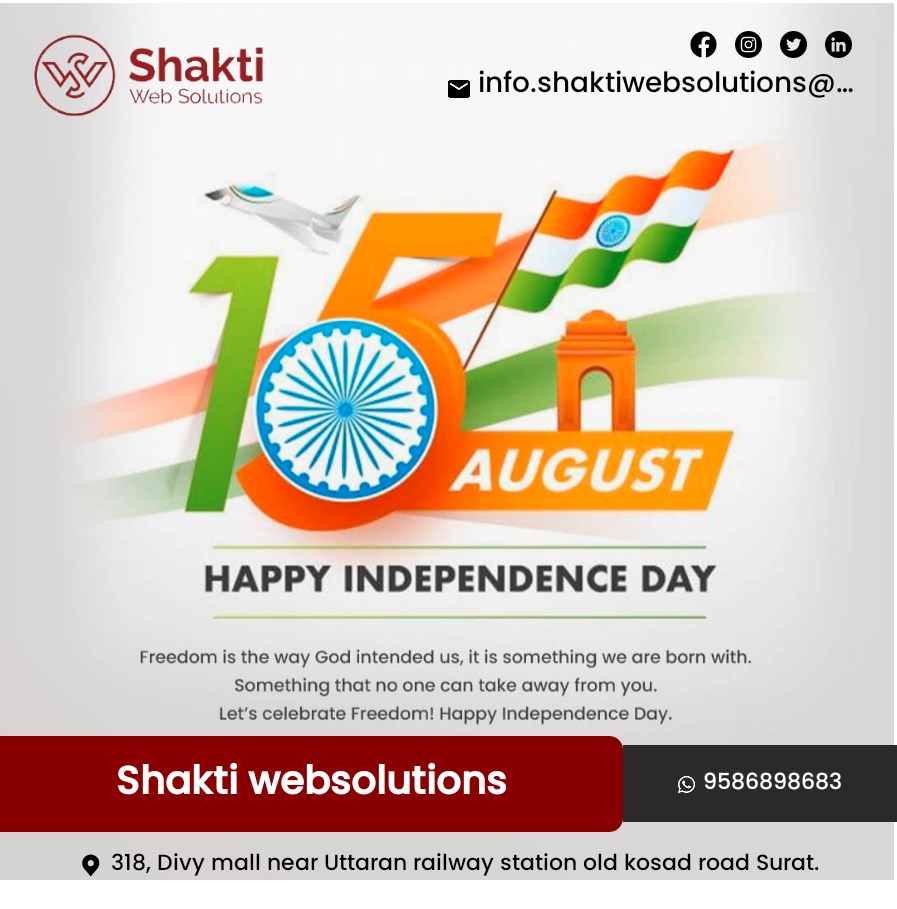 Shakti
Web Solutions
info.shaktiwebsolutions@...
15
AUGUST
HAPPY INDEPENDENCE DAY
Freedom is the way God intended us, it is something we are born with.
Something that no one can take away from you.
Let's celebrate Freedom! Happy Independence Day.
Shakti websolutions
9586898683
318, Divy mall near Uttaran railway station old kosad road Surat.